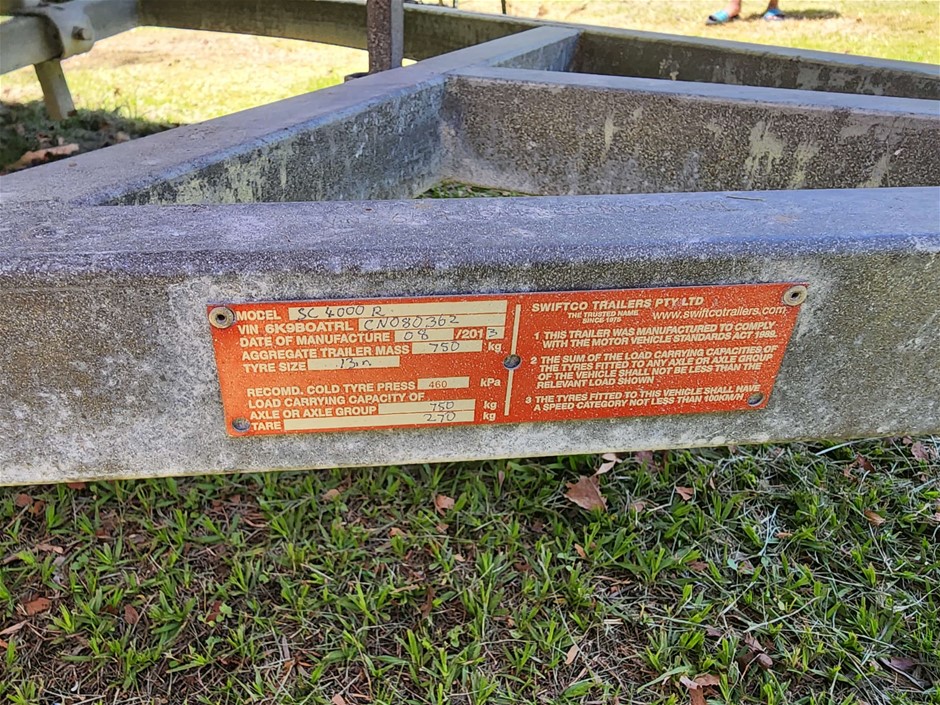 MODEL SC 4000 R
VIN 6K9BOATRL CN080362
DATE OF MANUFACTURE 08 /2013
AGGREGATE TRAILER MASS 750 kg
TYRE SIZE 13in
RECOMD. COLD TYRE PRESS 460 kPa
LOAD CARRYING CAPACITY OF
AXLE OR AXLE GROUP 750 kg
TARE 270 kg
SWIFTCO TRAILERS PTY LTD
THE TRUSTED NAME
SINCE 1975
www.swiftcotrailers.com
1 THIS TRAILER WAS MANUFACTURED TO COMPLY
WITH THE MOTOR VEHICLE STANDARDS ACT 1989.
2 THE SUM OF THE LOAD CARRYING CAPACITIES OF
THE TYRES FITTED TO ANY AXLE OR AXLE GROUP
OF THE VEHICLE SHALL NOT BE LESS THAN THE
RELEVANT LOAD SHOWN
3 THE TYRES FITTED TO THIS VEHICLE SHALL HAVE
A SPEED CATEGORY NOT LESS THAN 100KM/H.